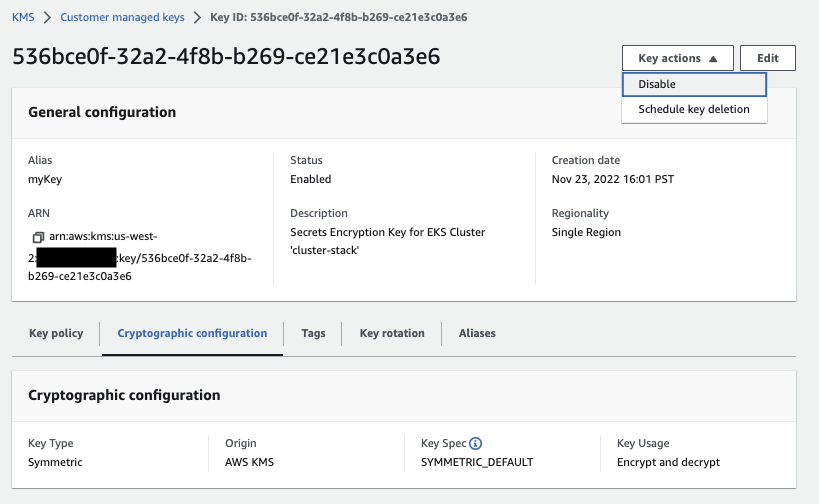 KMS > Customer managed keys > Key ID: 536bce0f-32a2-4f8b-b269-ce21e3c0a3e6
536bce0f-32a2-4f8b-b269-ce21e3c0a3e6
Key actions ▲ Edit
Disable
Schedule key deletion
General configuration
Alias
myKey
ARN
arn:aws:kms:us-west-
2: :key/536bce0f-32a2-4f8b-
b269-ce21e3c0a3e6
Status
Enabled
Description
Secrets Encryption Key for EKS Cluster
'cluster-stack'
Creation date
Nov 23, 2022 16:01 PST
Regionality
Single Region
Key policy Cryptographic configuration Tags Key rotation Aliases
Cryptographic configuration
Key Type
Symmetric
Origin
AWS KMS
Key Spec
SYMMETRIC_DEFAULT
Key Usage
Encrypt and decrypt